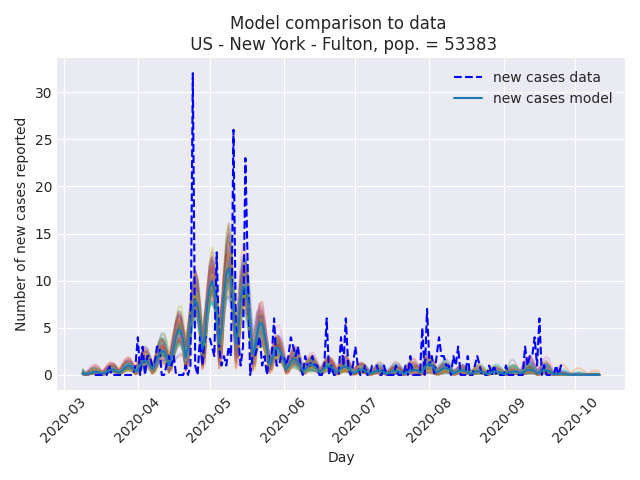 Model comparison to data
US - New York - Fulton, pop. = 53383
new cases data
new cases model
Number of new cases reported
30
25
20
15
10
5
0
2020-03
2020-04
2020-05
2020-06
2020-07
2020-08
2020-09
2020-10
Day